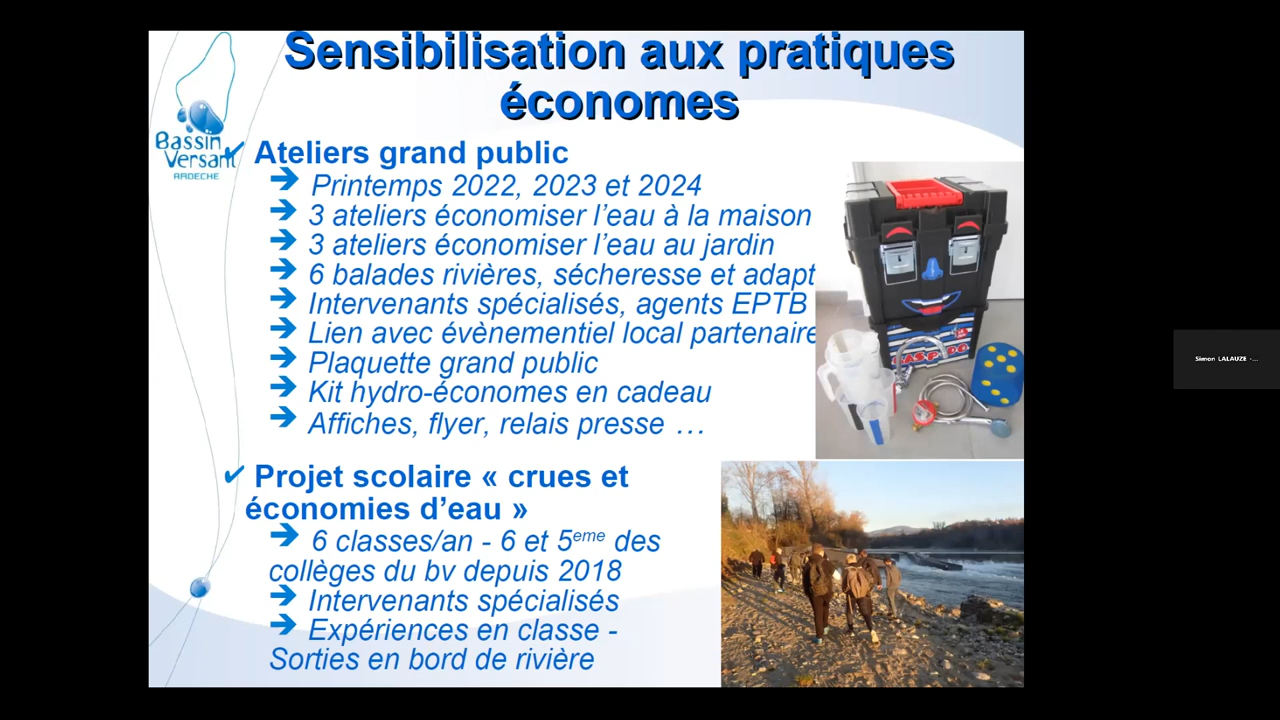 Sensibilisation aux pratiques
économes
Bassin
Versant
ARDECHE
✔ Ateliers grand public
➔ Printemps 2022, 2023 et 2024
➔ 3 ateliers économiser l’eau à la maison
➔ 3 ateliers économiser l’eau au jardin
➔ 6 balades rivières, sécheresse et adapt
➔ Intervenants spécialisés, agents EPTB
➔ Lien avec évènementiel local partenaire
➔ Plaquette grand public
➔ Kit hydro-économes en cadeau
➔ Affiches, flyer, relais presse …
✔ Projet scolaire « crues et
économies d’eau »
➔ 6 classes/an - 6 et 5eme des
collèges du bv depuis 2018
➔ Intervenants spécialisés
➔ Expériences en classe -
Sorties en bord de rivière
Simon LALAUZE -...